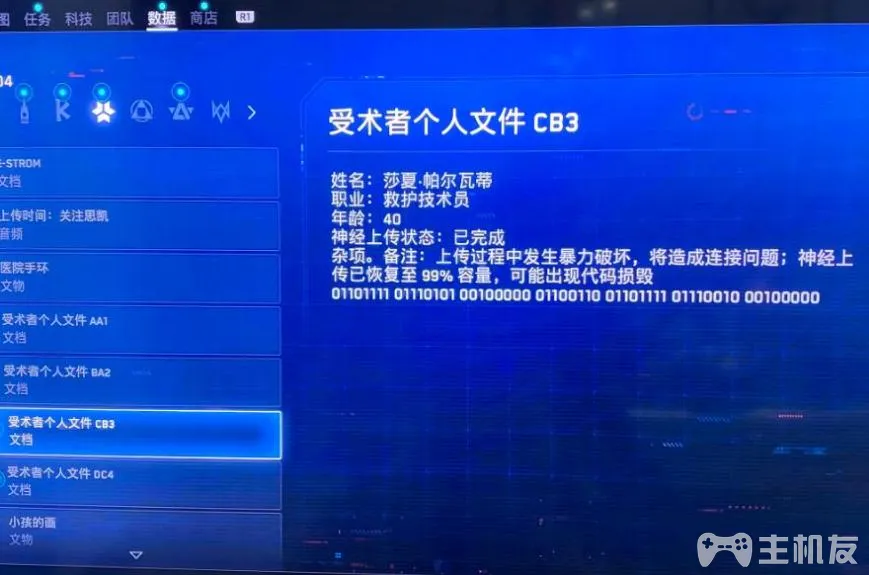 任务 科技 团队 数据 商店 R1
04
受术者个人文件 CB3
姓名：莎夏·帕尔瓦蒂
职业：救护技术员
年龄：40
神经上传状态：已完成
杂项。备注：上传过程中发生暴力破坏，将造成连接问题；神经上
传已恢复至 99% 容量，可能出现代码损毁
01101111 01110101 00100000 01100110 01101111 01110010 00100000
-STROM
文档
上传时间：关注思凯
音频
医院手环
文物
受术者个人文件 AA1
文档
受术者个人文件 BA2
文档
受术者个人文件 CB3
文档
受术者个人文件 DC4
文档
小孩的画
文物
主机友